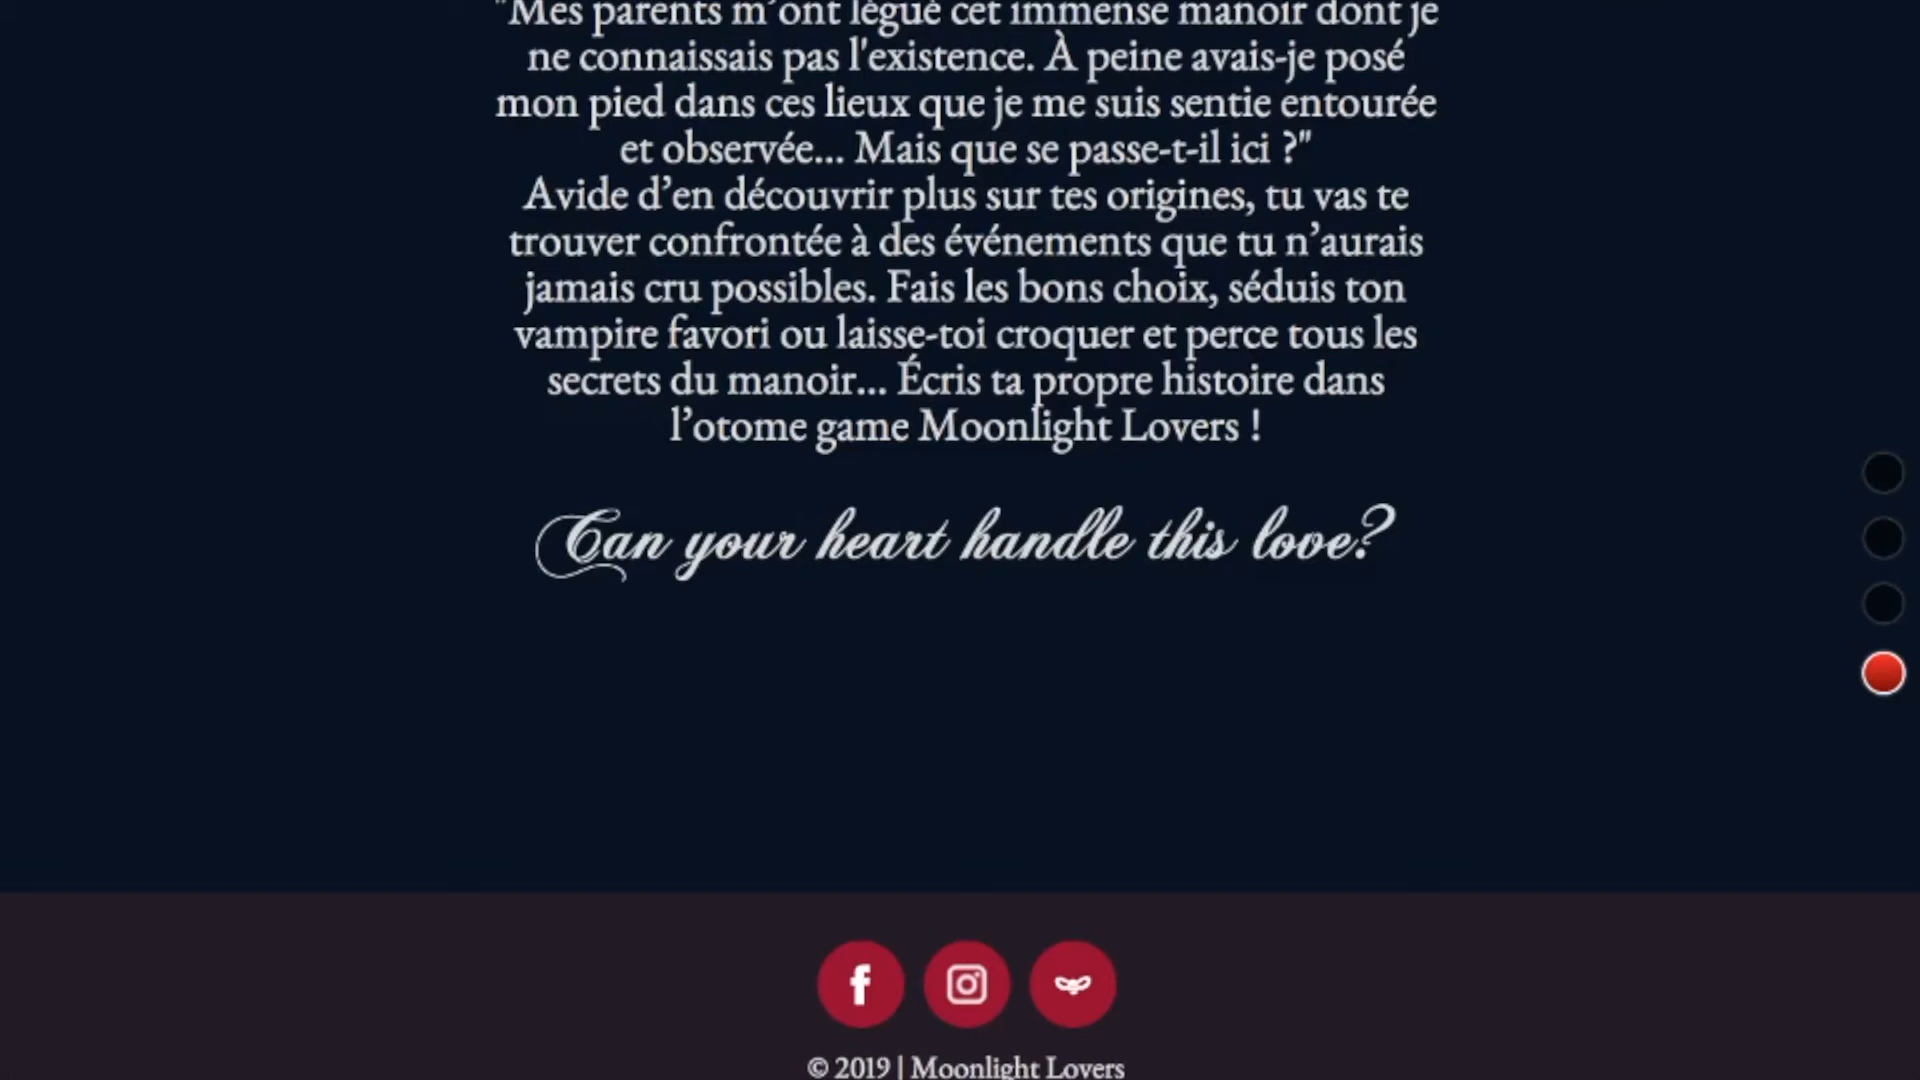 "Mes parents m’ont légué cet immense manoir dont je
ne connaissais pas l'existence. À peine avais-je posé
mon pied dans ces lieux que je me suis sentie entourée
et observée... Mais que se passe-t-il ici ?"
Avide d’en découvrir plus sur tes origines, tu vas te
trouver confrontée à des événements que tu n’aurais
jamais cru possibles. Fais les bons choix, séduis ton
vampire favori ou laisse-toi croquer et perce tous les
secrets du manoir... Écris ta propre histoire dans
l’otome game Moonlight Lovers !
Can your heart handle this love?
© 2019 | Moonlight Lovers